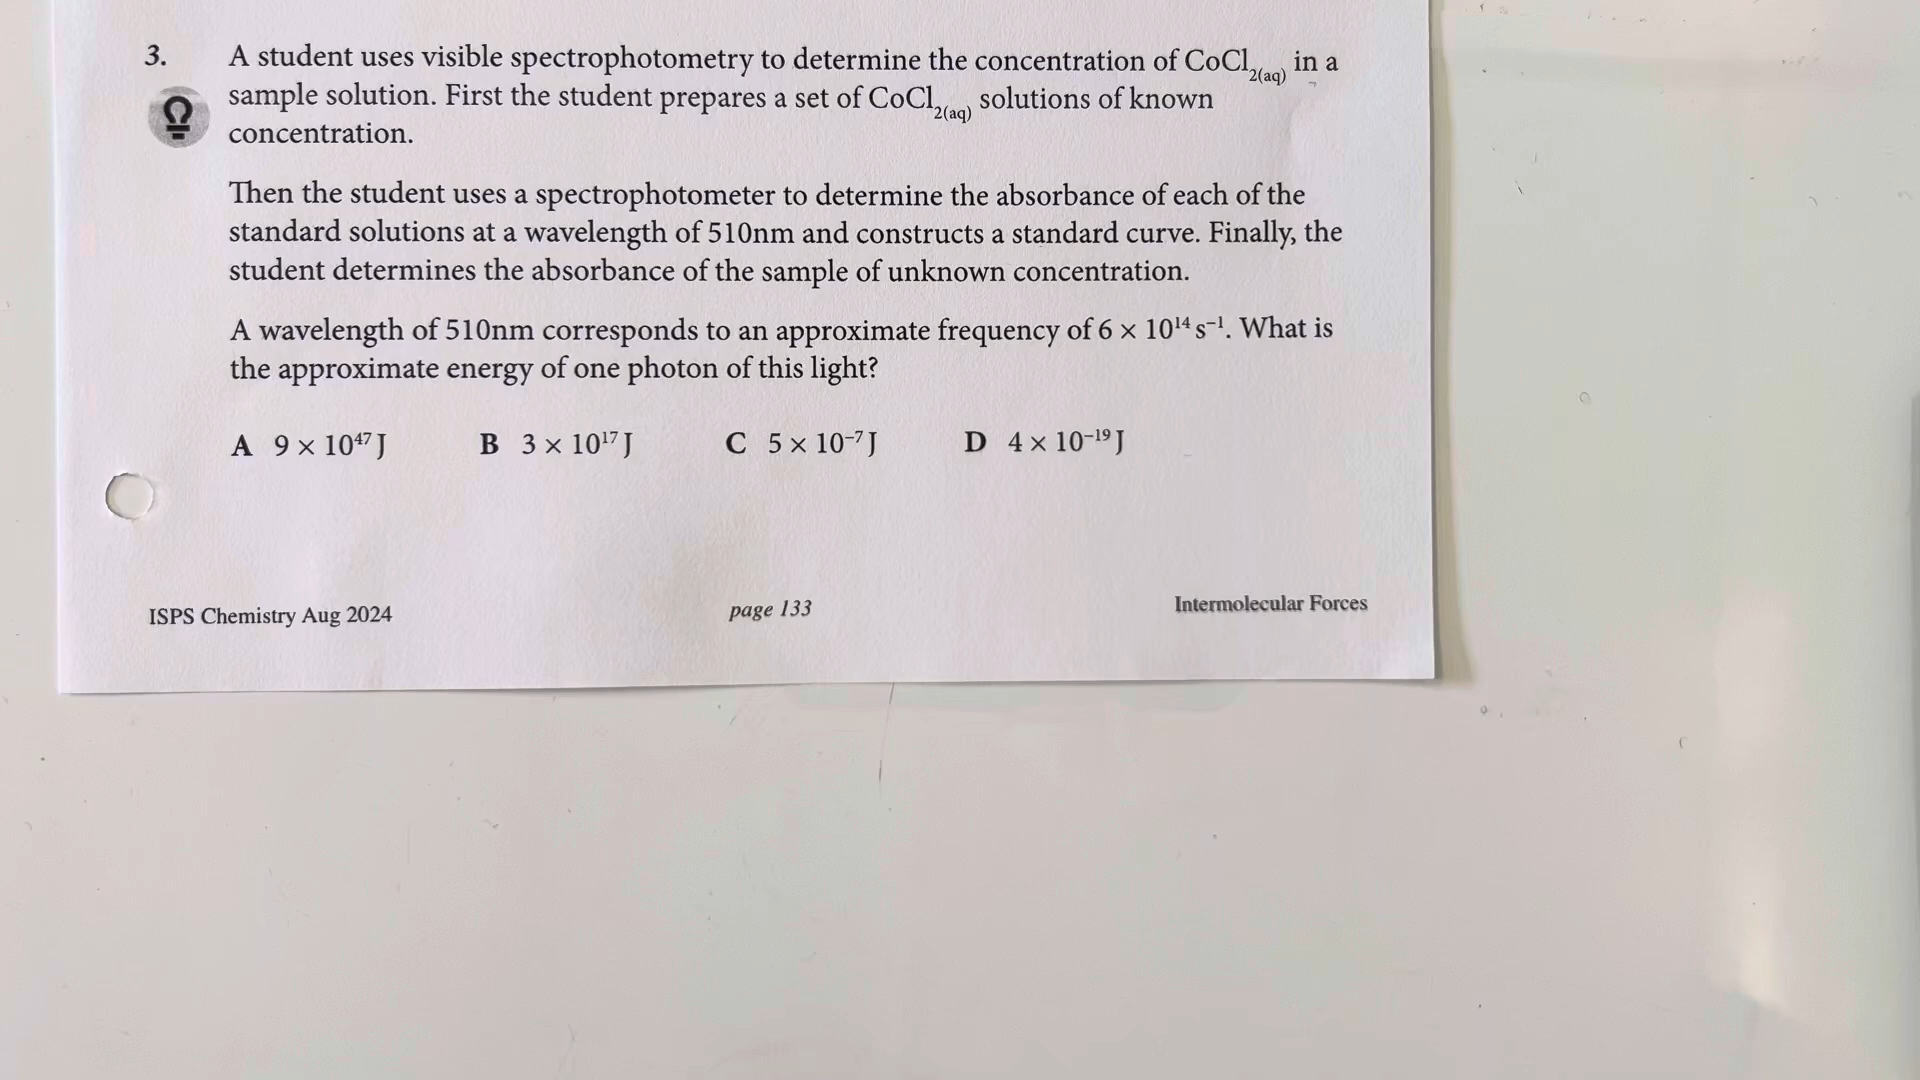 3. A student uses visible spectrophotometry to determine the concentration of CoCl₂₍aq₎ in a
sample solution. First the student prepares a set of CoCl₂₍aq₎ solutions of known
concentration.
Then the student uses a spectrophotometer to determine the absorbance of each of the
standard solutions at a wavelength of 510nm and constructs a standard curve. Finally, the
student determines the absorbance of the sample of unknown concentration.
A wavelength of 510nm corresponds to an approximate frequency of 6 × 10¹⁴ s⁻¹. What is
the approximate energy of one photon of this light?
A 9 × 10⁴⁷ J B 3 × 10¹⁷ J C 5 × 10⁻⁷ J D 4 × 10⁻¹⁹ J
ISPS Chemistry Aug 2024 page 133 Intermolecular Forces